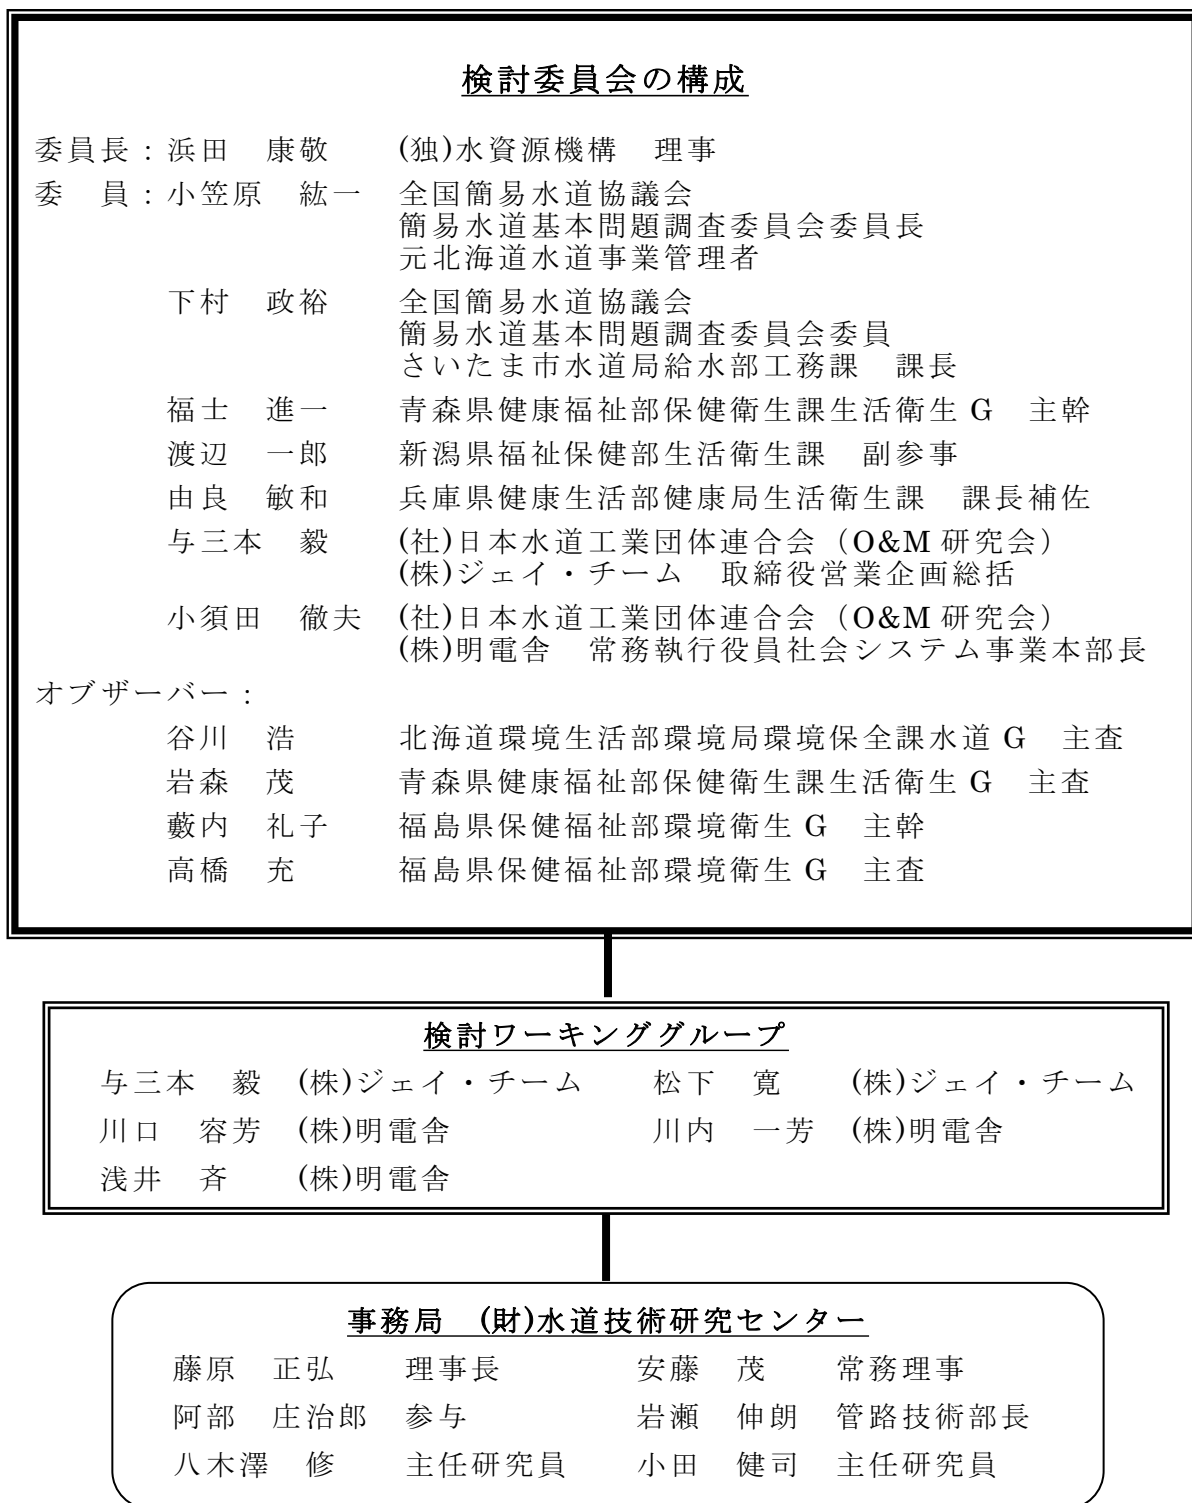 検討委員会の構成
委員長：浜田　康敬　(独)水資源機構　理事
委　員：小笠原　紘一　全国簡易水道協議会
簡易水道基本問題調査委員会委員長
元北海道水道事業管理者
下村　政裕　全国簡易水道協議会
簡易水道基本問題調査委員会委員
さいたま市水道局給水部工務課　課長
福士　進一　青森県健康福祉部保健衛生課生活衛生G　主幹
渡辺　一郎　新潟県福祉保健部生活衛生課　副参事
由良　敏和　兵庫県健康生活部健康局生活衛生課　課長補佐
与三本　毅　(社)日本水道工業団体連合会（O&M研究会）
(株)ジェイ・チーム　取締役営業企画総括
小須田　徹夫　(社)日本水道工業団体連合会（O&M研究会）
(株)明電舎　常務執行役員社会システム事業本部長
オブザーバー：
谷川　浩　北海道環境生活部環境局環境保全課水道G　主査
岩森　茂　青森県健康福祉部保健衛生課生活衛生G　主査
藪内　礼子　福島県保健福祉部環境衛生G　主幹
高橋　充　福島県保健福祉部環境衛生G　主査
検討ワーキンググループ
与三本　毅　(株)ジェイ・チーム　松下　寛　(株)ジェイ・チーム
川口　容芳　(株)明電舎　川内　一芳　(株)明電舎
浅井　斉　(株)明電舎
事務局　(財)水道技術研究センター
藤原　正弘　理事長　安藤　茂　常務理事
阿部　庄治郎　参与　岩瀬　伸朗　管路技術部長
八木澤　修　主任研究員　小田　健司　主任研究員